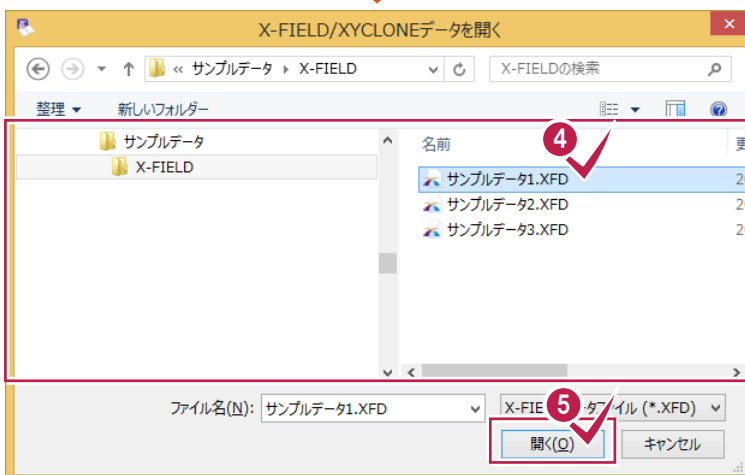 X-FIELD/XYCLONEデータを開く
« サンプルデータ ▸ X-FIELD X-FIELDの検索
整理 ▼ 新しいフォルダー
サンプルデータ
X-FIELD
名前
4
サンプルデータ1.XFD
サンプルデータ2.XFD
サンプルデータ3.XFD
ファイル名(N): サンプルデータ1.XFD
X-FIE タファイル (*.XFD)
5
開く(O) キャンセル